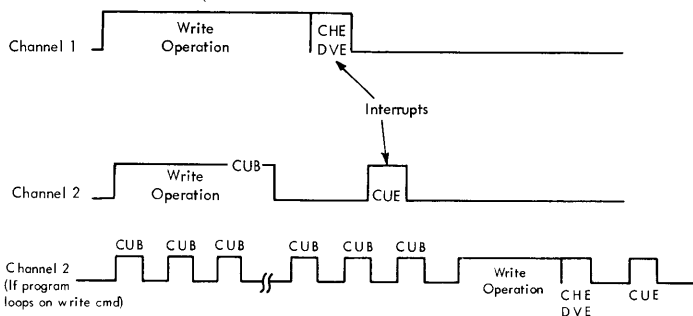 Write
Operation
CHE
DVE
Channel 1
Interrupts
CUB
Write
Operation
CUE
Channel 2
CUB CUB CUB CUB CUB CUB
Channel 2
(If program
loops on write cmd)
Write
Operation
CHE
DVE
CUE